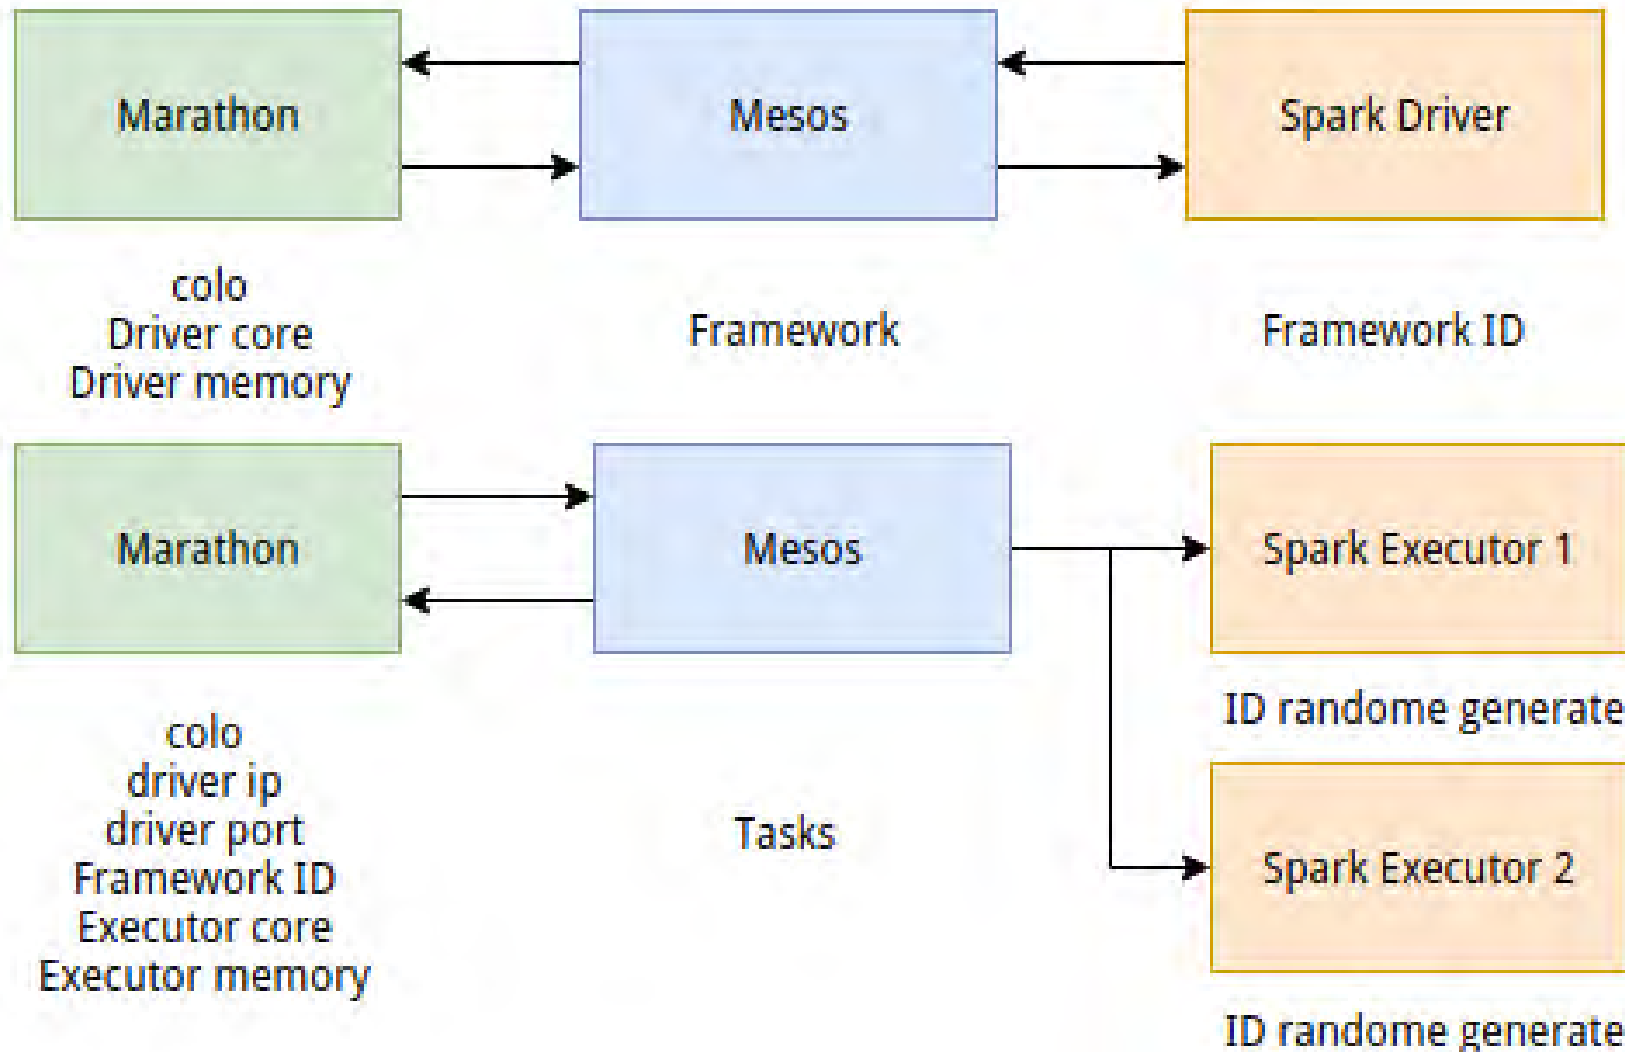 Marathon
Mesos
Spark Driver
colo
Driver core
Driver memory
Framework
Framework ID
Marathon
Mesos
Spark Executor 1
ID randome generate
colo
driver ip
driver port
Framework ID
Executor core
Executor memory
Tasks
Spark Executor 2
ID randome generate